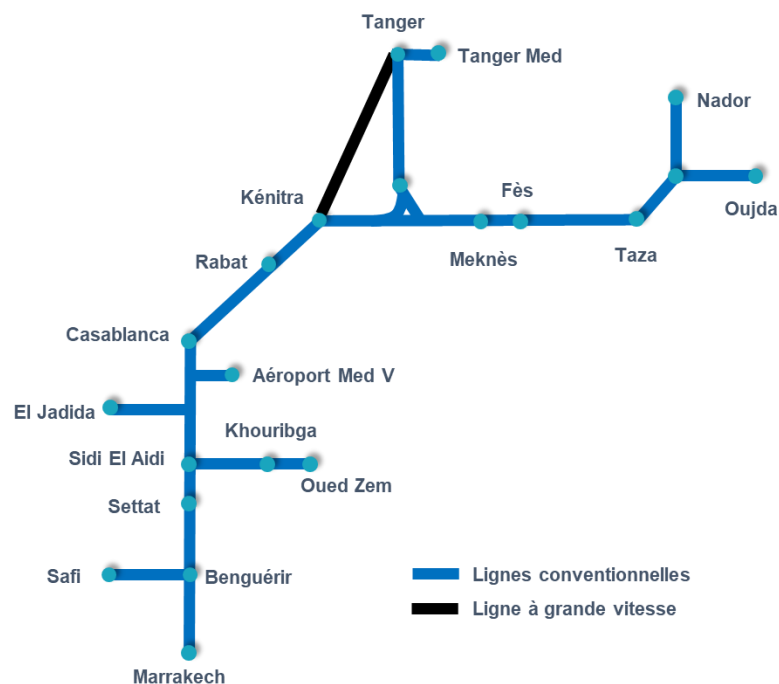 Tanger
Tanger Med
Nador
Kénitra
Fès
Oujda
Rabat
Meknès
Taza
Casablanca
Aéroport Med V
El Jadida
Khouribga
Sidi El Aidi
Oued Zem
Settat
Safi
Benguérir
Lignes conventionnelles
Ligne à grande vitesse
Marrakech